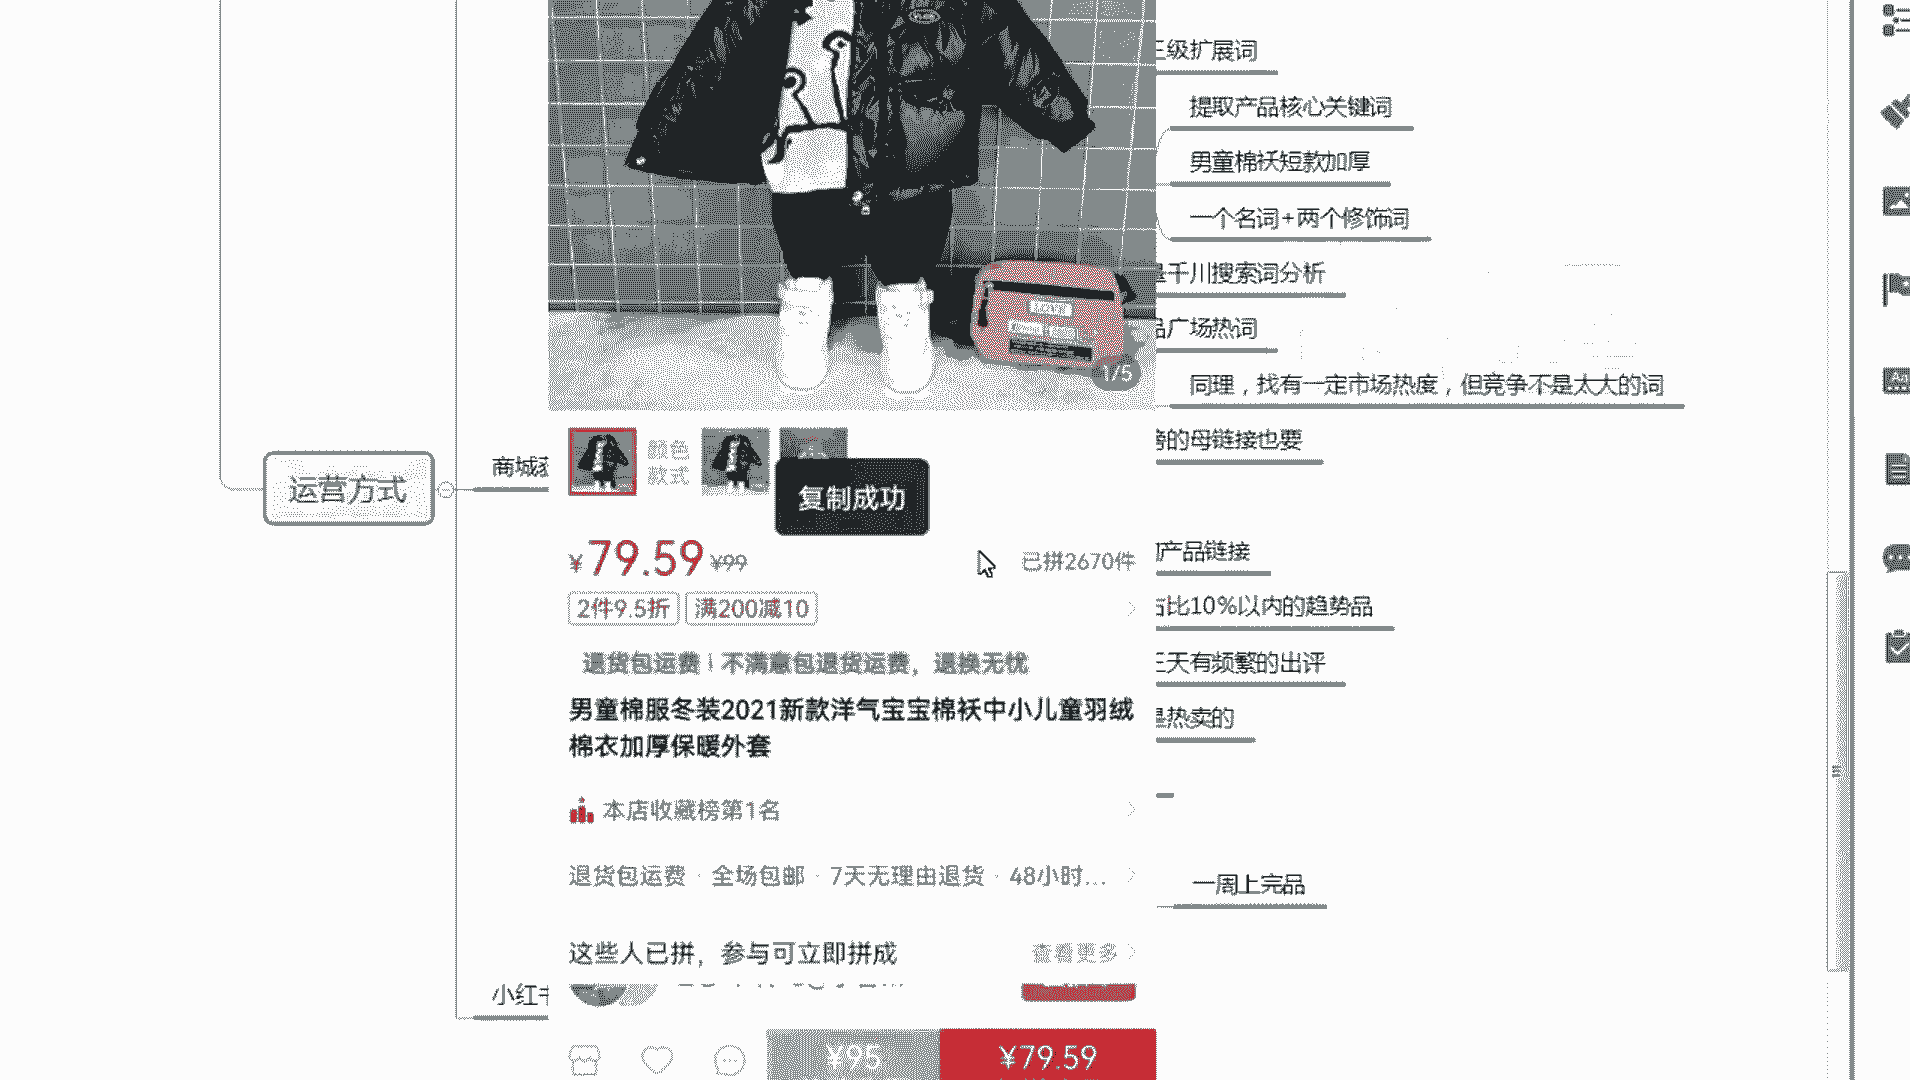 运营方式
商城
小红
1/5
颜色
款式
复制成功
¥79.59 ¥99
已拼2670件
2件9.5折 满200减10
退货包运费 | 不满意包退货运费，退换无忧
男童棉服冬装2021新款洋气宝宝棉袄中小儿童羽绒
棉衣加厚保暖外套
本店收藏榜第1名
退货包运费 · 全场包邮 · 7天无理由退货 · 48小时...
这些人已拼，参与可立即拼成
查看更多
¥95
¥79.59
级扩展词
提取产品核心关键词
男童棉袄短款加厚
一个名词+两个修饰词
千川搜索词分析
广场热词
同理，找有一定市场热度，但竞争不是太大的词
的母链接也要
产品链接
占比10%以内的趋势品
三天有频繁的出评
是热卖的
一周上完品